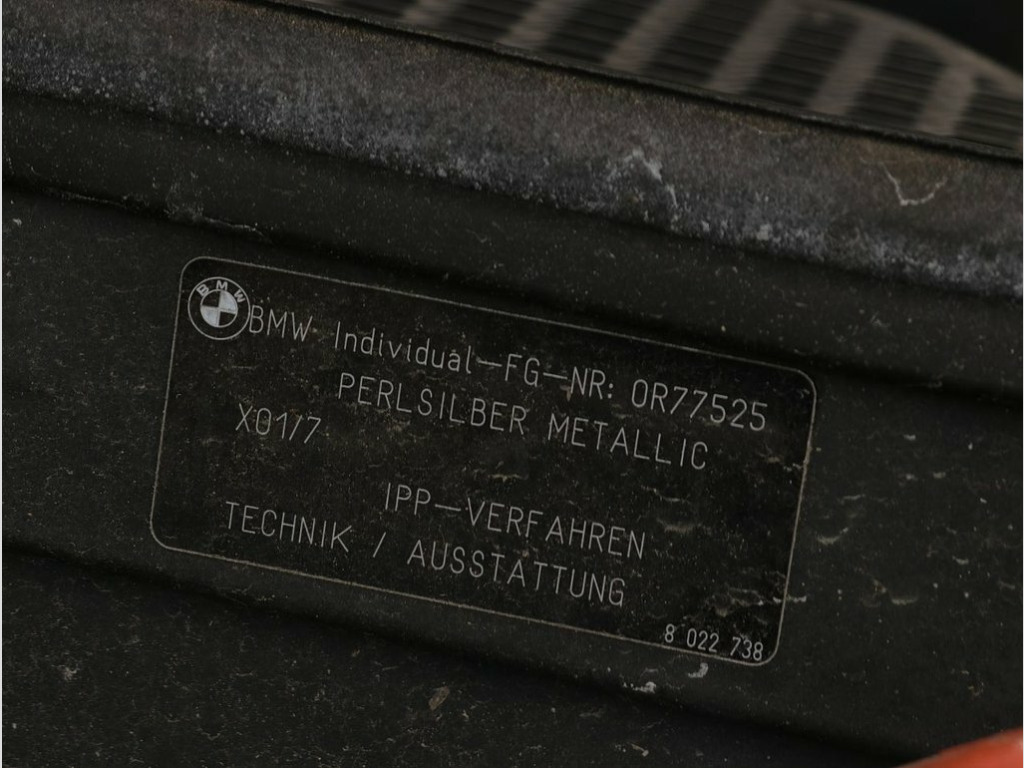 BMW
BMW Individual-FG-NR: 0R77525
PERLSILBER METALLIC
X01/7
IPP-VERFAHREN
TECHNIK / AUSSTATTUNG
8 022 738